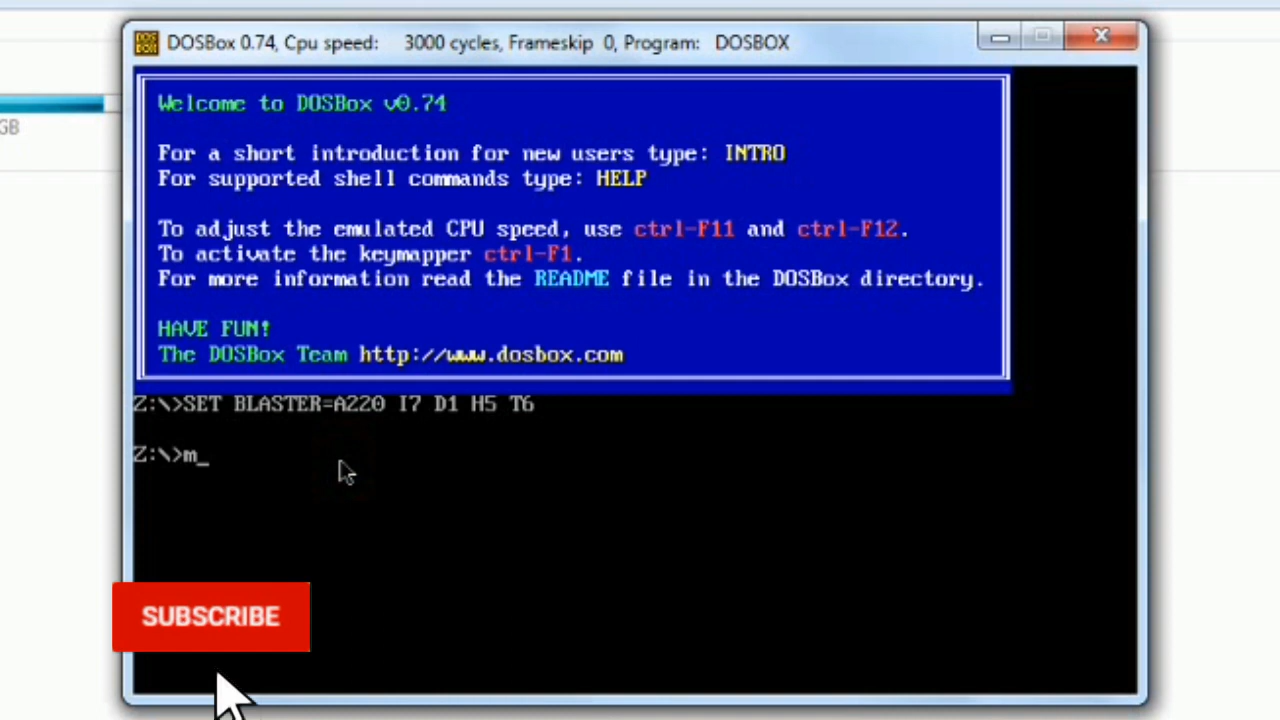 DOSBox 0.74, Cpu speed: 3000 cycles, Frameskip 0, Program: DOSBOX
Welcome to DOSBox v0.74
For a short introduction for new users type: INTRO
For supported shell commands type: HELP
To adjust the emulated CPU speed, use ctrl-F11 and ctrl-F12.
To activate the keymapper ctrl-F1.
For more information read the README file in the DOSBox directory.
HAVE FUN!
The DOSBox Team http://www.dosbox.com
Z:\>SET BLASTER=A220 I7 D1 H5 T6
Z:\>m_
GB
SUBSCRIBE